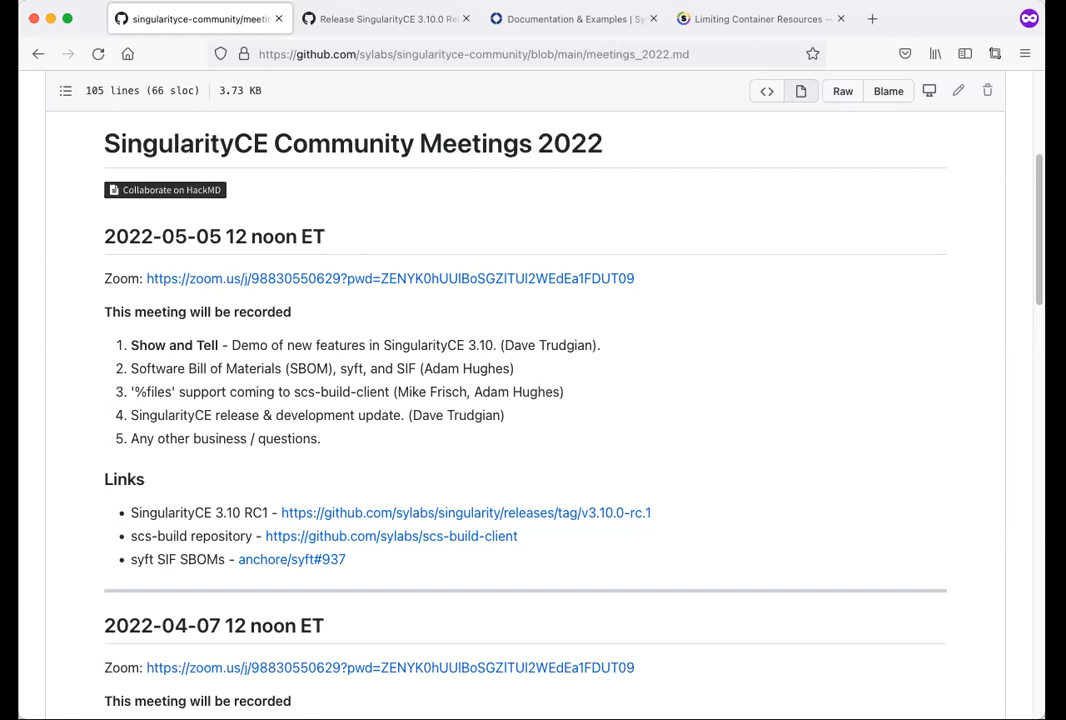 singularityce-community/meetin
Release SingularityCE 3.10.0 Re
Documentation & Examples | Sy
Limiting Container Resources —
https://github.com/sylabs/singularityce-community/blob/main/meetings_2022.md
105 lines (66 sloc) 3.73 KB
Raw
Blame
SingularityCE Community Meetings 2022
Collaborate on HackMD
2022-05-05 12 noon ET
Zoom: https://zoom.us/j/98830550629?pwd=ZENYK0hUUlBoSGZITUl2WEdEa1FDUT09
This meeting will be recorded
1. Show and Tell - Demo of new features in SingularityCE 3.10. (Dave Trudgian).
2. Software Bill of Materials (SBOM), syft, and SIF (Adam Hughes)
3. '%files' support coming to scs-build-client (Mike Frisch, Adam Hughes)
4. SingularityCE release & development update. (Dave Trudgian)
5. Any other business / questions.
Links
• SingularityCE 3.10 RC1 - https://github.com/sylabs/singularity/releases/tag/v3.10.0-rc.1
• scs-build repository - https://github.com/sylabs/scs-build-client
• syft SIF SBOMs - anchore/syft#937
2022-04-07 12 noon ET
Zoom: https://zoom.us/j/98830550629?pwd=ZENYK0hUUlBoSGZITUl2WEdEa1FDUT09
This meeting will be recorded